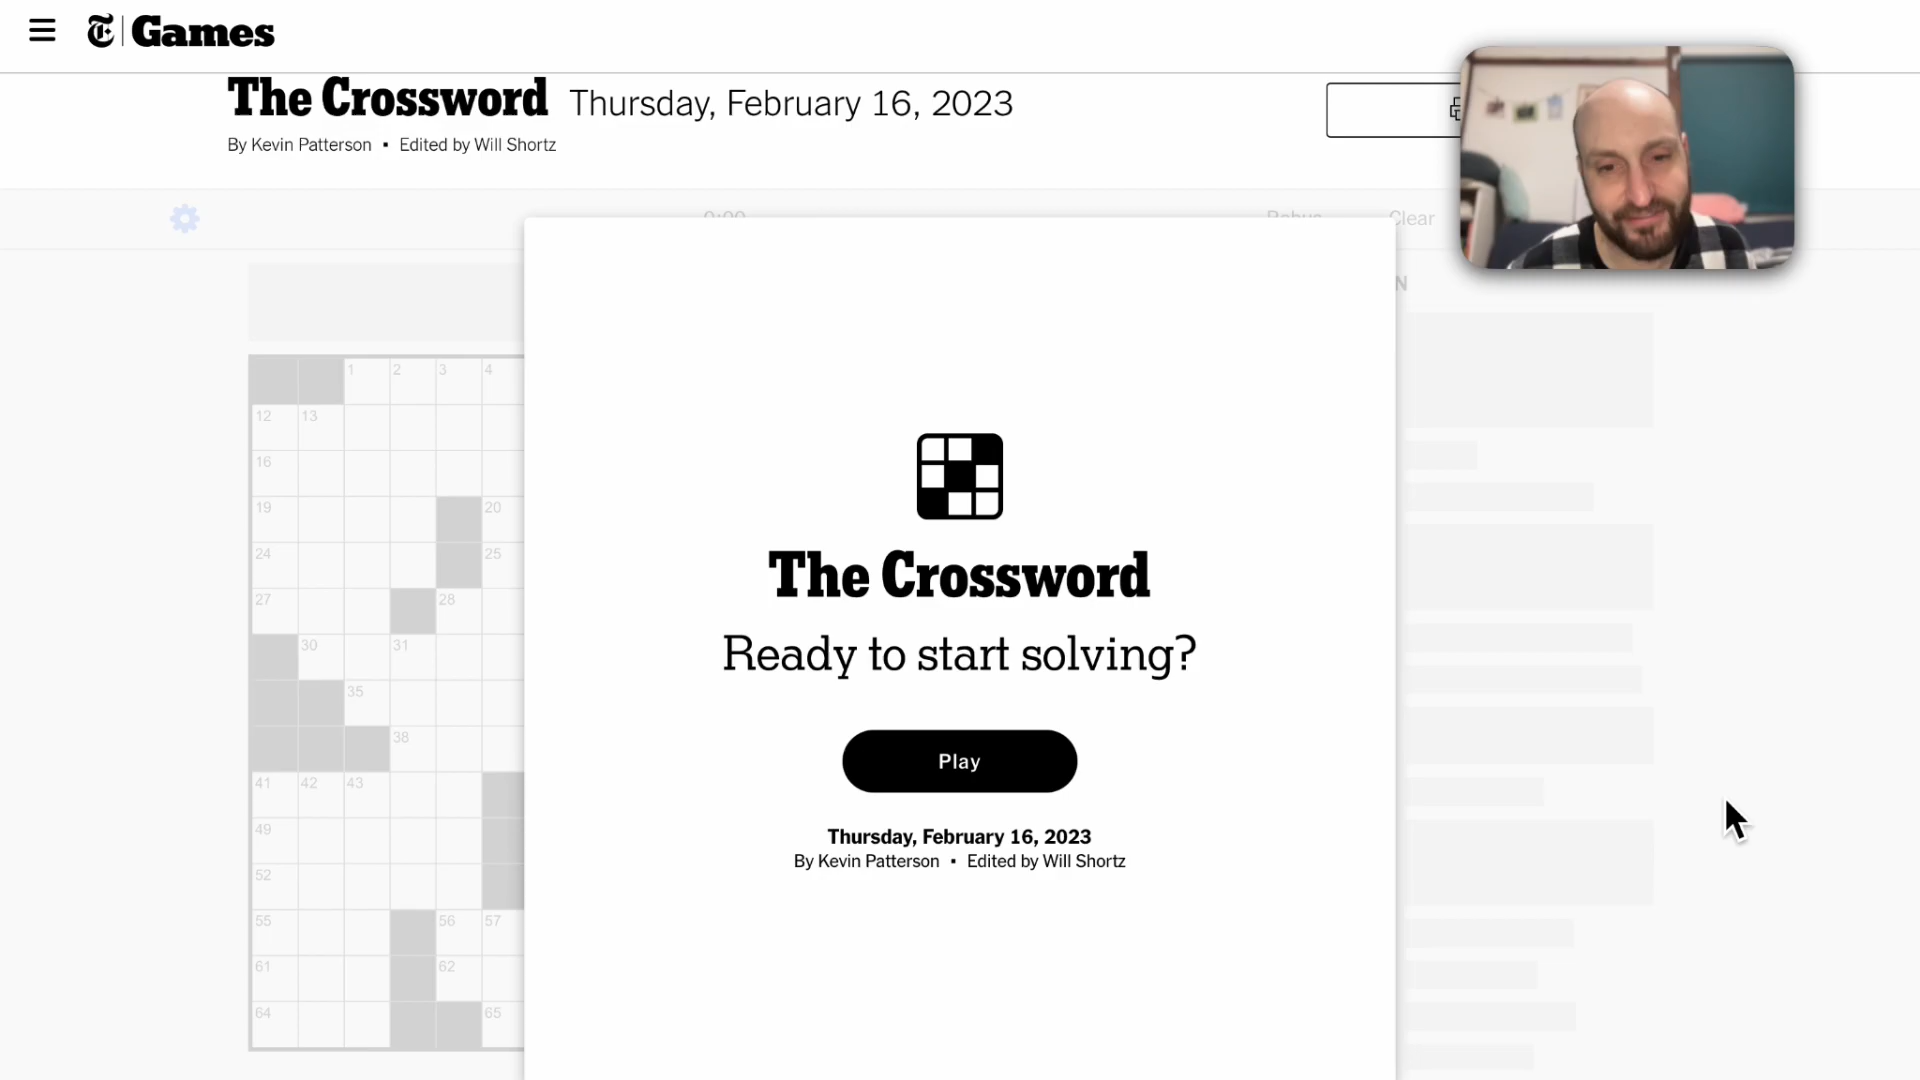 Games
The Crossword Thursday, February 16, 2023
By Kevin Patterson • Edited by Will Shortz
0:00 Rebus Clear
N
1 2 3 4
12 13
16
19 20
24 25
27 28
30 31
35
38
41 42 43
49
52
55 56 57
61 62
64 65
The Crossword
Ready to start solving?
Play
Thursday, February 16, 2023
By Kevin Patterson • Edited by Will Shortz